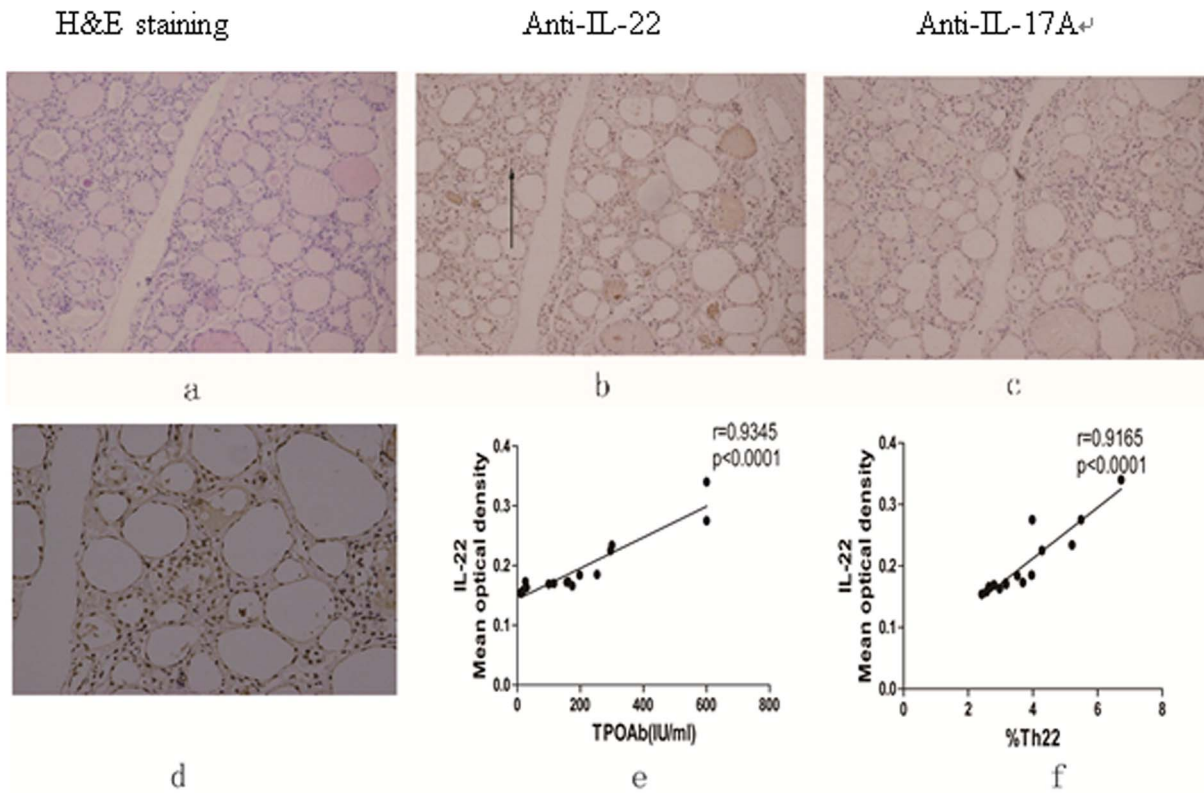 H&E staining
Anti-IL-22
Anti-IL-17A↵
a
b
c
d
r=0.9345
p<0.0001
IL-22
Mean optical density
0.4
0.3
0.2
0.1
0.0
0
200
400
600
800
TPOAb(IU/ml)
e
r=0.9165
p<0.0001
IL-22
Mean optical density
0.4
0.3
0.2
0.1
0.0
0
2
4
6
8
%Th22
f